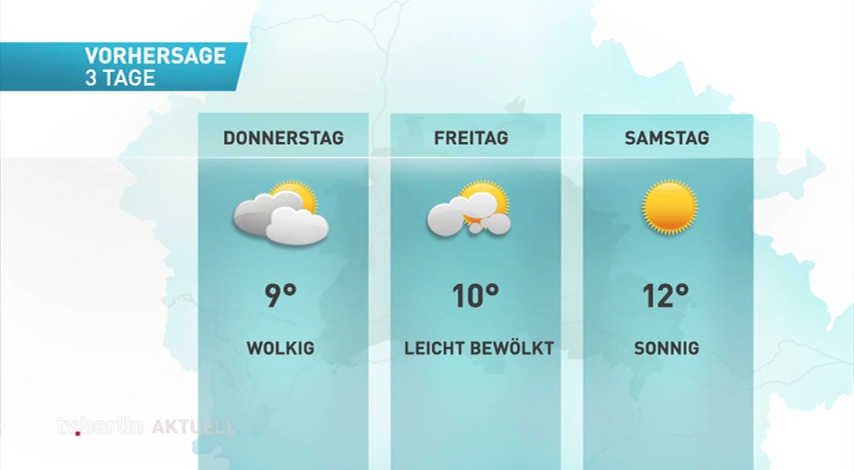 VORHERSAGE
3 TAGE
DONNERSTAG
FREITAG
SAMSTAG
9°
10°
12°
WOLKIG
LEICHT BEWÖLKT
SONNIG
tv.berlin AKTUELL